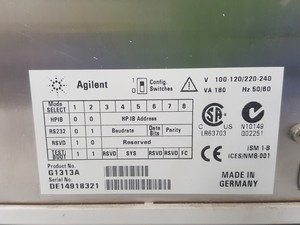 Agilent
1
0
Config
Switches
V 100-120/220-240
VA 180 Hz 50/60
Mode
SELECT 1 2 3 4 5 6 7 8
HPIB 0 0 HP-IB Address
RS232 0 1 Baudrate Data Bits Parity
RSVD 1 0 Reserved
TEST/BOOT 1 1 RSVD SYS RSVD RSVD FC
C US
LR63703
N10149
ISM 1-B
ICES/NMB-001
Product No.
G1313A
Serial No.
DE14918321
MADE IN
GERMANY